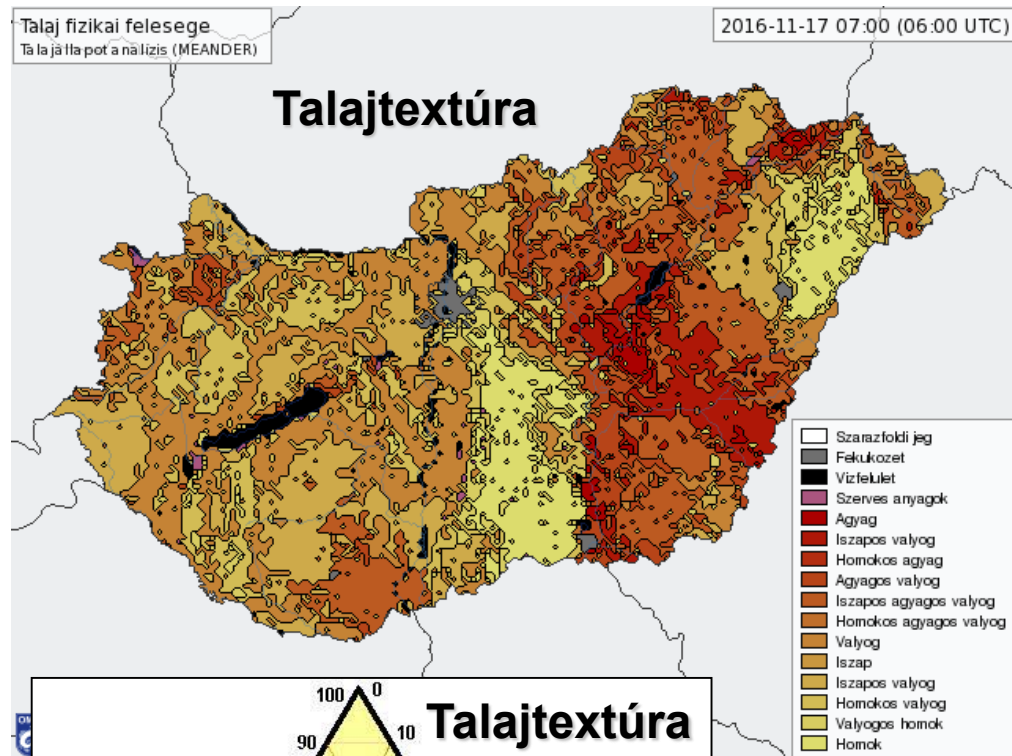 Talaj fizikai felesege
Talajallapot analizis (MEANDER)
2016-11-17 07:00 (06:00 UTC)
Talajtextúra
Szarazfoldi jeg
Fekukozet
Vizfelulet
Szerves anyagok
Agyag
Iszapos valyog
Homokos agyag
Agyagos valyog
Iszapos agyagos valyog
Homokos agyagos valyog
Valyog
Iszap
Iszapos valyog
Homokos valyog
Valyogos homok
Homok
100 0
Talajtextúra
90 10